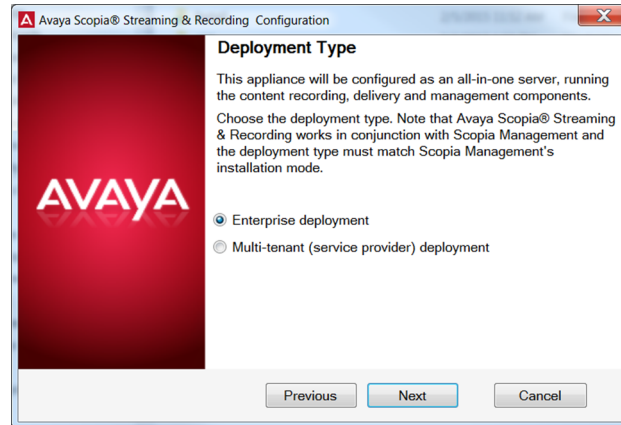 Avaya Scopia® Streaming & Recording Configuration
Deployment Type
This appliance will be configured as an all-in-one server, running
the content recording, delivery and management components.
Choose the deployment type. Note that Avaya Scopia® Streaming
& Recording works in conjunction with Scopia Management and
the deployment type must match Scopia Management's
installation mode.
AVAYA
Enterprise deployment
Multi-tenant (service provider) deployment
Previous
Next
Cancel